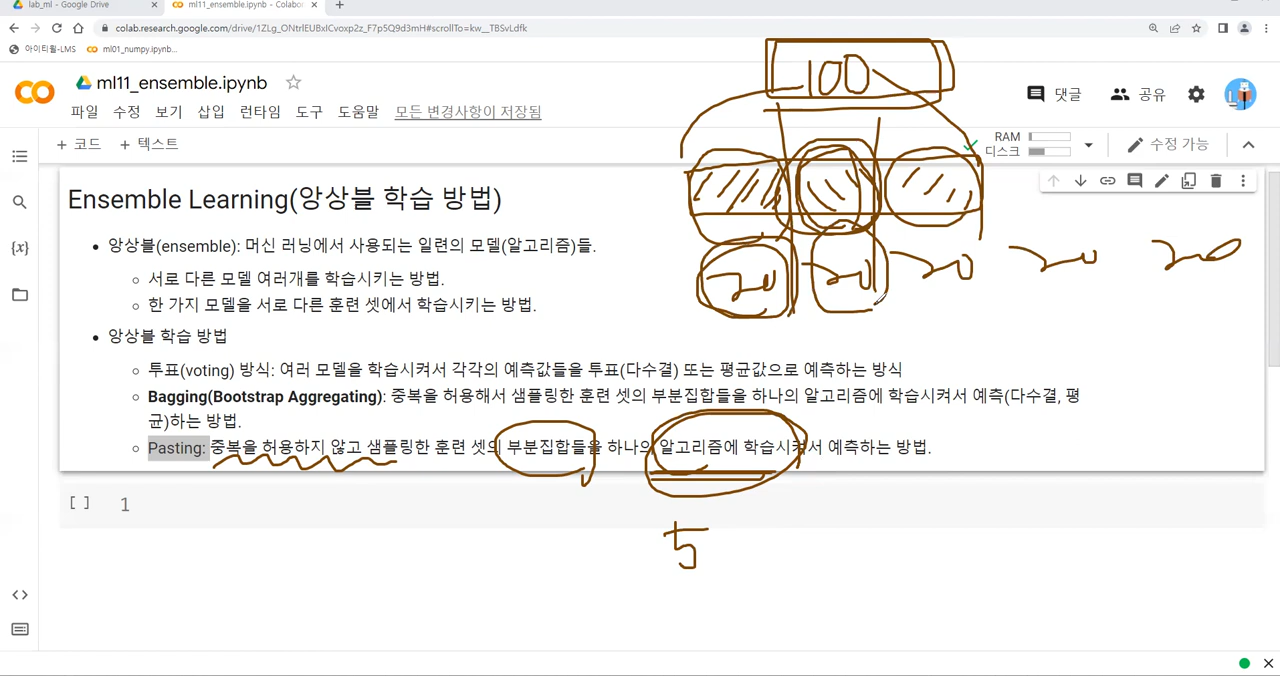 lab_ml - Google Drive
ml11_ensemble.ipynb - Colabor
colab.research.google.com/drive/1ZLg_ONtrlEUBxICvoxp2z_F7p5Q9d3mH#scrollTo=kw__TBSvLdfk
아이티윌-LMS
ml01_numpy.ipynb...
ml11_ensemble.ipynb
파일 수정 보기 삽입 런타임 도구 도움말 모든 변경사항이 저장됨
댓글 공유
+ 코드 + 텍스트
RAM
디스크
수정 가능
100
Ensemble Learning(앙상블 학습 방법)
앙상블(ensemble): 머신 러닝에서 사용되는 일련의 모델(알고리즘)들.
서로 다른 모델 여러개를 학습시키는 방법.
한 가지 모델을 서로 다른 훈련 셋에서 학습시키는 방법.
20 20 20 20 20
앙상블 학습 방법
투표(voting) 방식: 여러 모델을 학습시켜서 각각의 예측값들을 투표(다수결) 또는 평균값으로 예측하는 방식
Bagging(Bootstrap Aggregating): 중복을 허용해서 샘플링한 훈련 셋의 부분집합들을 하나의 알고리즘에 학습시켜서 예측(다수결, 평
균)하는 방법.
Pasting: 중복을 허용하지 않고 샘플링한 훈련 셋의 부분집합들을 하나의 알고리즘에 학습시켜서 예측하는 방법.
[ ] 1
5